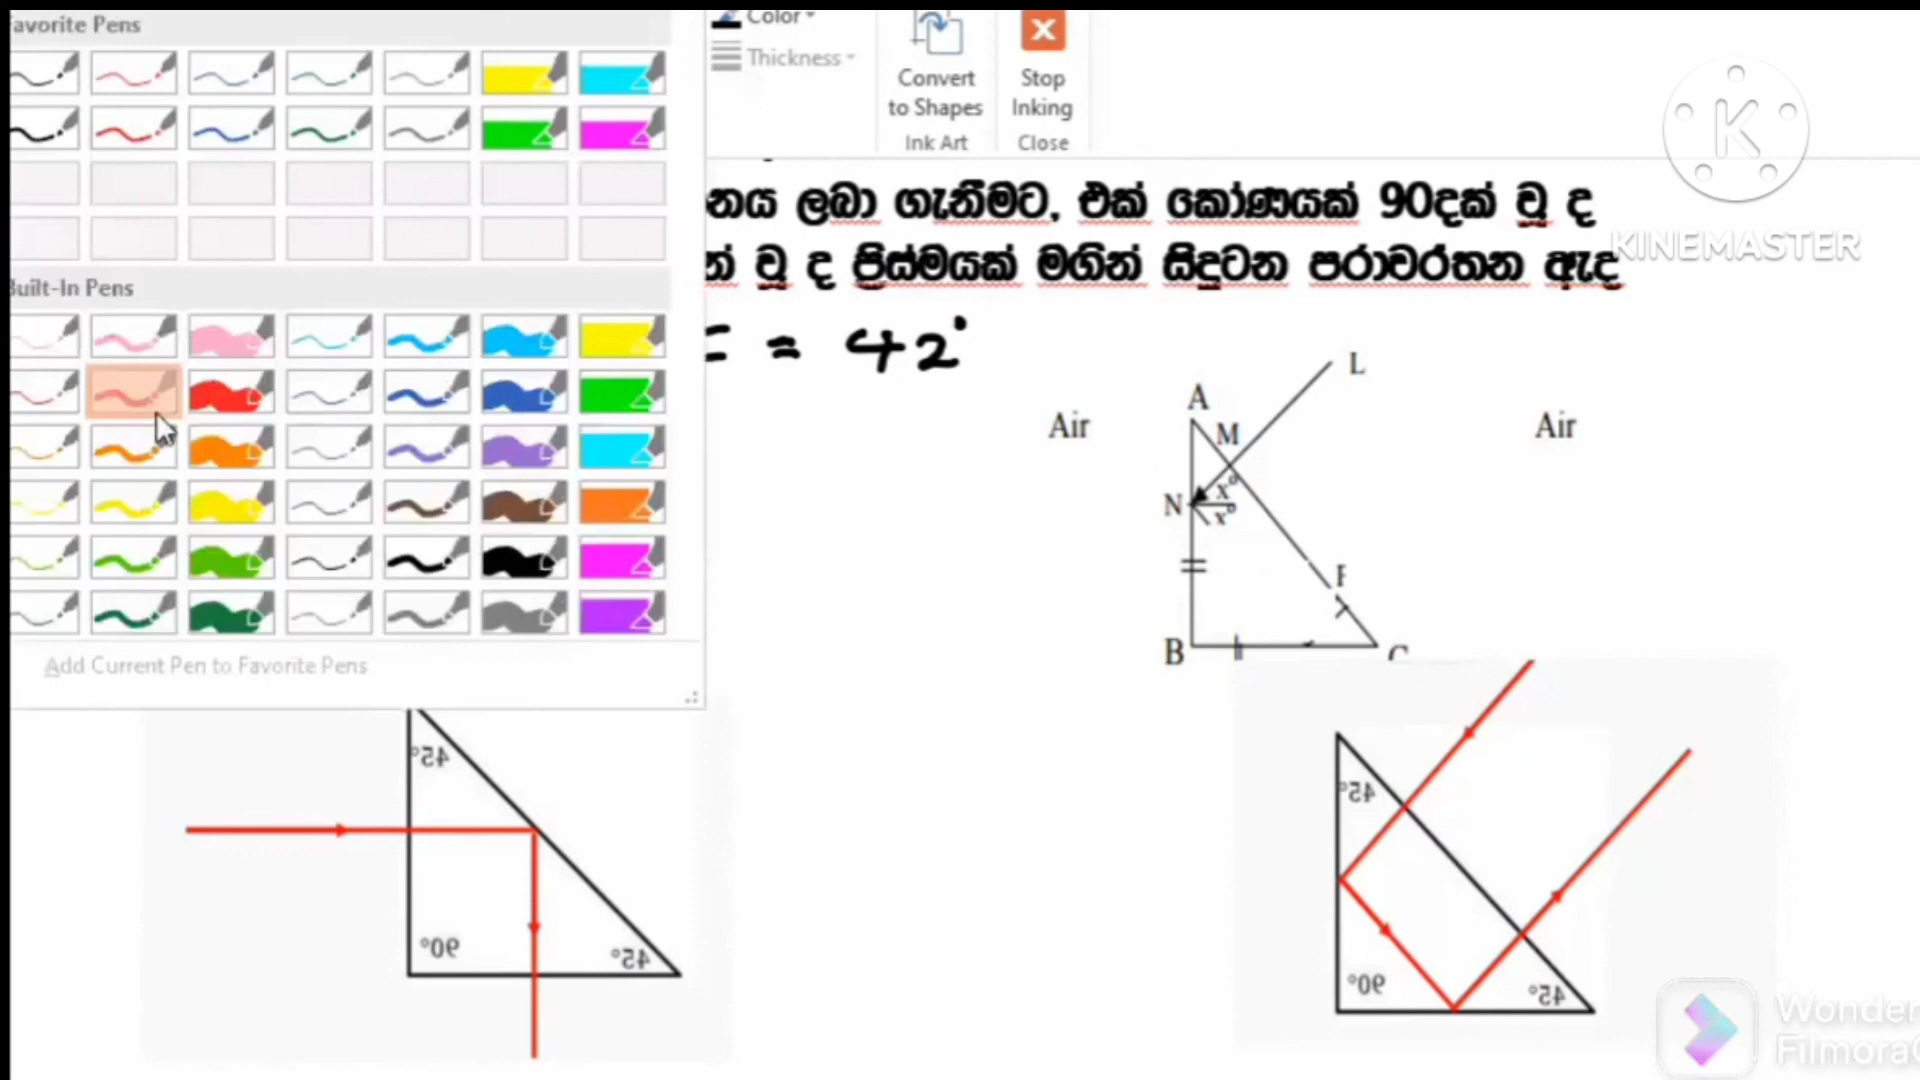 avorite Pens
Color
Thickness
Convert
to Shapes
Ink Art
Stop
Inking
Close
K
KINEMASTER
නය ලබා ගැනීමට, එක් කෝණයක් 90දක් වූ ද
න් වූ ද ප්‍රිස්මයක් මගින් සිදුවන පරාවර්තන ඇද
= 42°
Built-In Pens
Add Current Pen to Favorite Pens
Air
Air
L
A
M
N
x°
x°
B
C
45°
90°
45°
45°
90°
45°
Wonder
Filmora